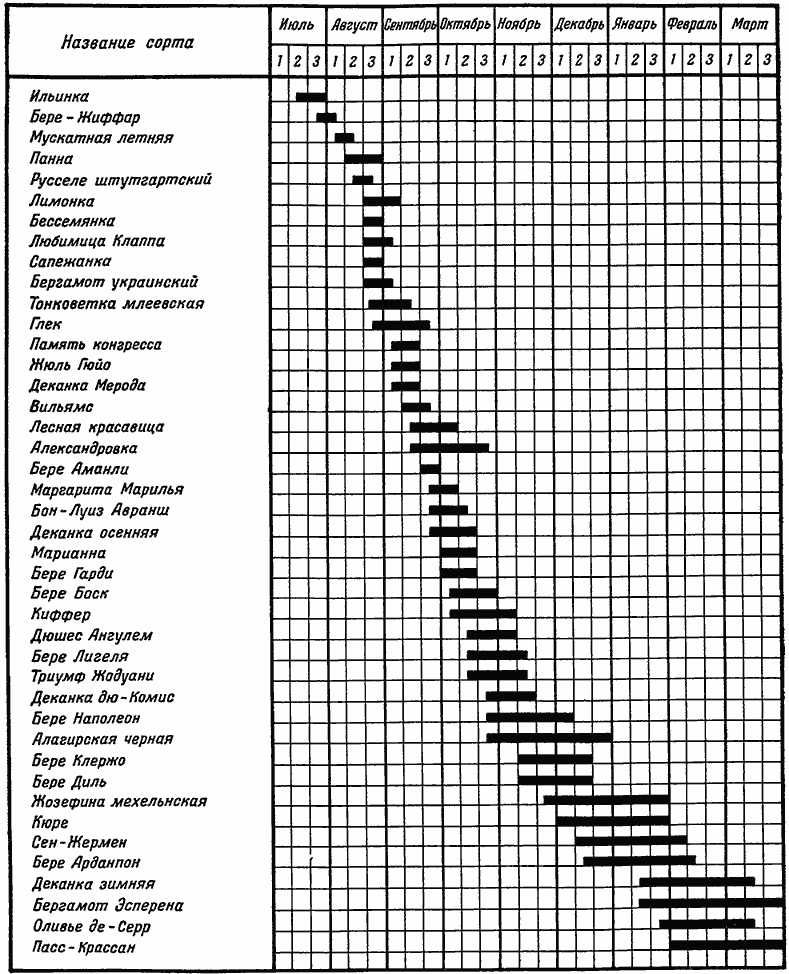 Название сорта
Июль Август Сентябрь Октябрь Ноябрь Декабрь Январь Февраль Март
1 2 3 1 2 3 1 2 3 1 2 3 1 2 3 1 2 3 1 2 3 1 2 3 1 2 3
Ильинка
Бере-Жиффар
Мускатная летняя
Панна
Русселе штутгартский
Лимонка
Бессемянка
Любимица Клаппа
Сапежанка
Бергамот украинский
Тонковетка млеевская
Глек
Память конгресса
Жюль Гюйо
Деканка Мерода
Вильямс
Лесная красавица
Александровка
Бере Аманли
Маргарита Марилья
Бон-Луиз Авранш
Деканка осенняя
Марианна
Бере Гарди
Бере Боск
Киффер
Дюшес Ангулем
Бере Лигеля
Триумф Жодуани
Деканка дю-Комис
Бере Наполеон
Алагирская черная
Бере Клержо
Бере Диль
Жозефина мехельнская
Кюре
Сен-Жермен
Бере Арданпон
Деканка зимняя
Бергамот Эсперена
Оливье де-Серр
Пасс-Крассан